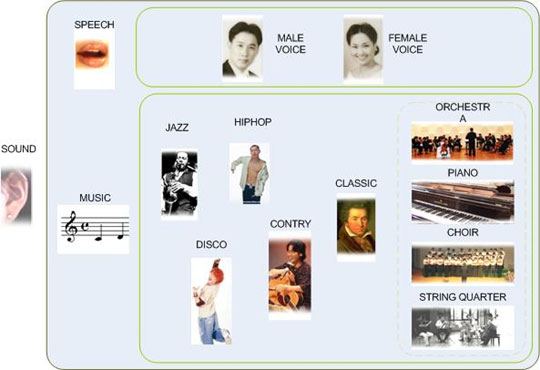 SPEECH
MALE
VOICE
FEMALE
VOICE
SOUND
MUSIC
JAZZ
HIPHOP
DISCO
CONTRY
CLASSIC
ORCHESTR
A
PIANO
CHOIR
STRING QUARTER